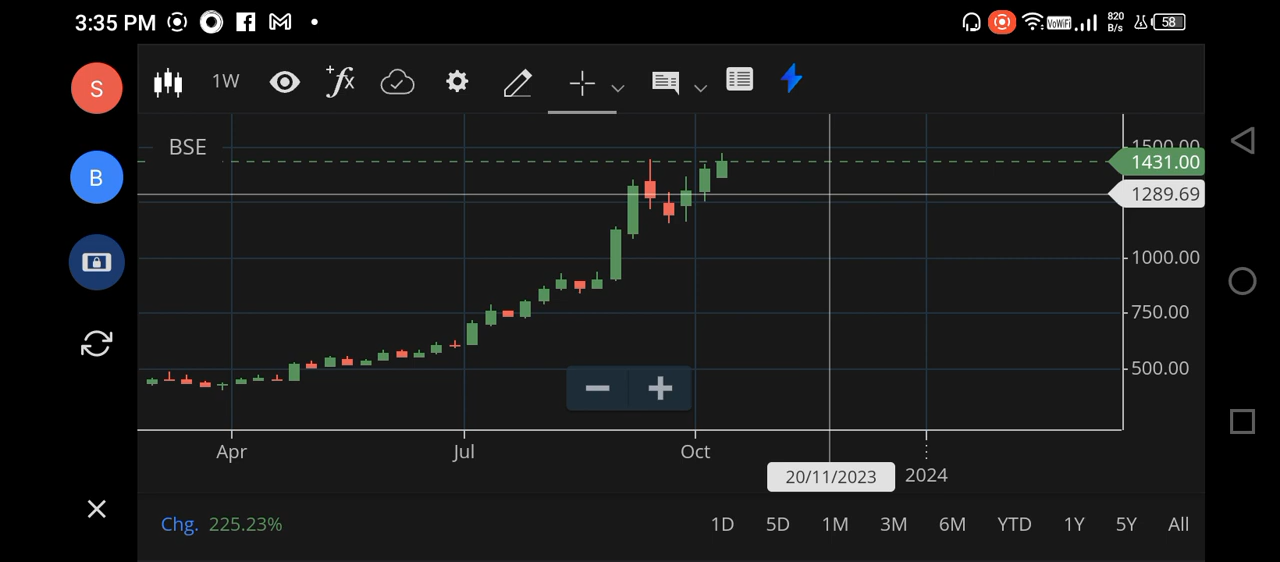 3:35 PM
VoWiFi 820 B/s 58
S
1W +fx
BSE
1500.00
1431.00
B
1289.69
1000.00
750.00
500.00
Apr Jul Oct
20/11/2023 2024
Chg. 225.23% 1D 5D 1M 3M 6M YTD 1Y 5Y All